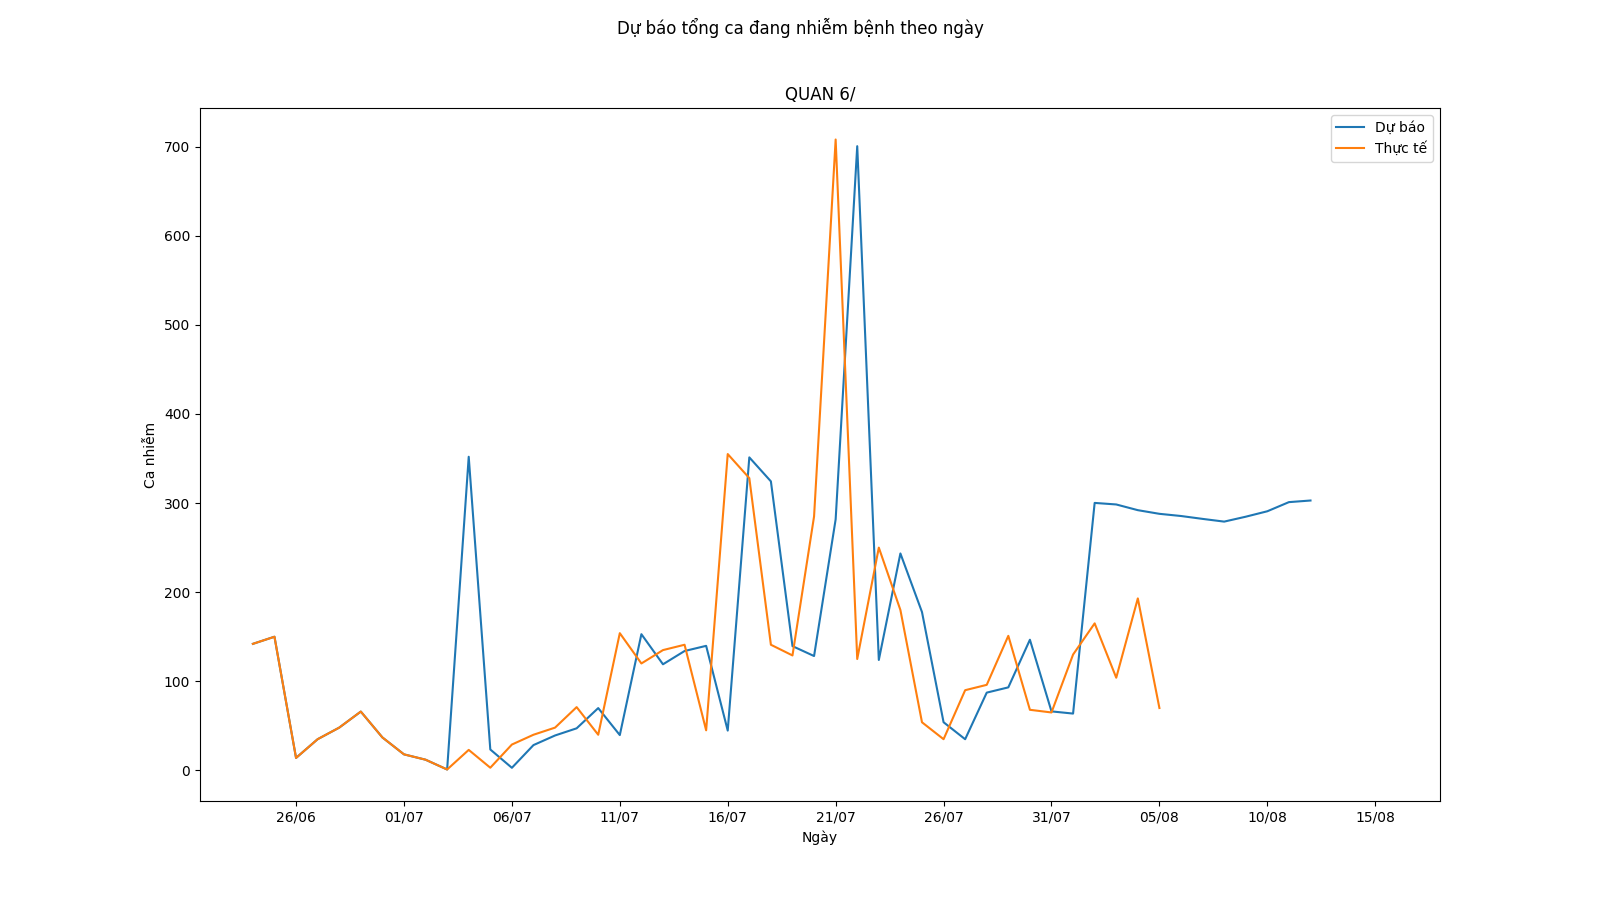 Dự báo tổng ca đang nhiễm bệnh theo ngày
QUAN 6/
Dự báo
Thực tế
700
600
500
400
300
200
100
0
Ca nhiễm
26/06 01/07 06/07 11/07 16/07 21/07 26/07 31/07 05/08 10/08 15/08
Ngày